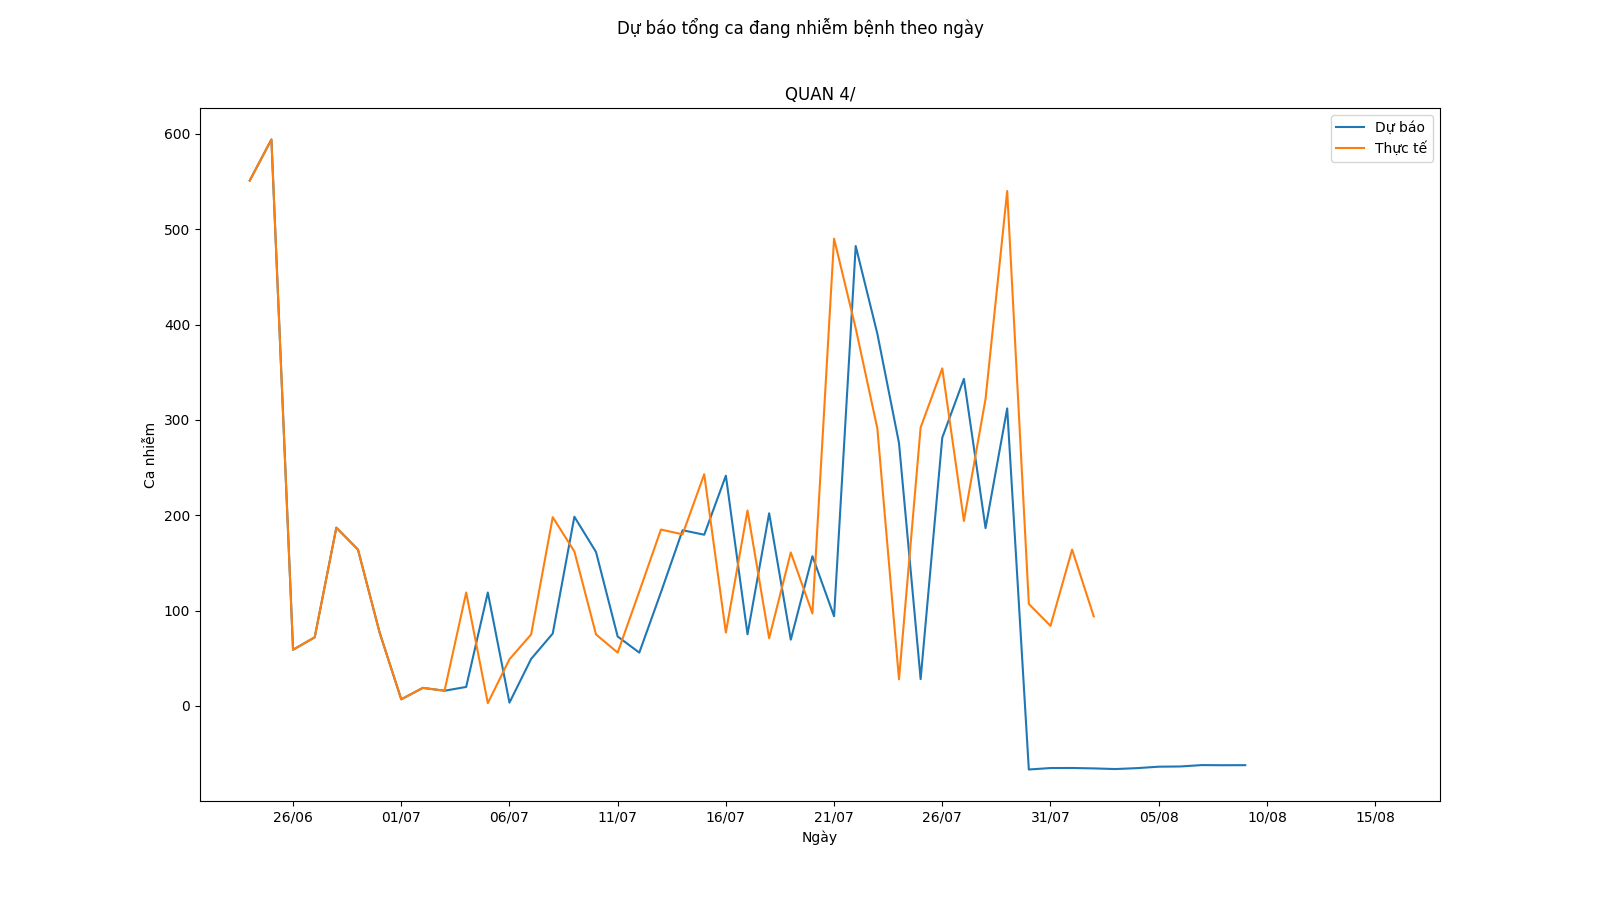 Dự báo tổng ca đang nhiễm bệnh theo ngày
QUAN 4/
Dự báo
Thực tế
600
500
400
300
200
100
0
Ca nhiễm
26/06 01/07 06/07 11/07 16/07 21/07 26/07 31/07 05/08 10/08 15/08
Ngày